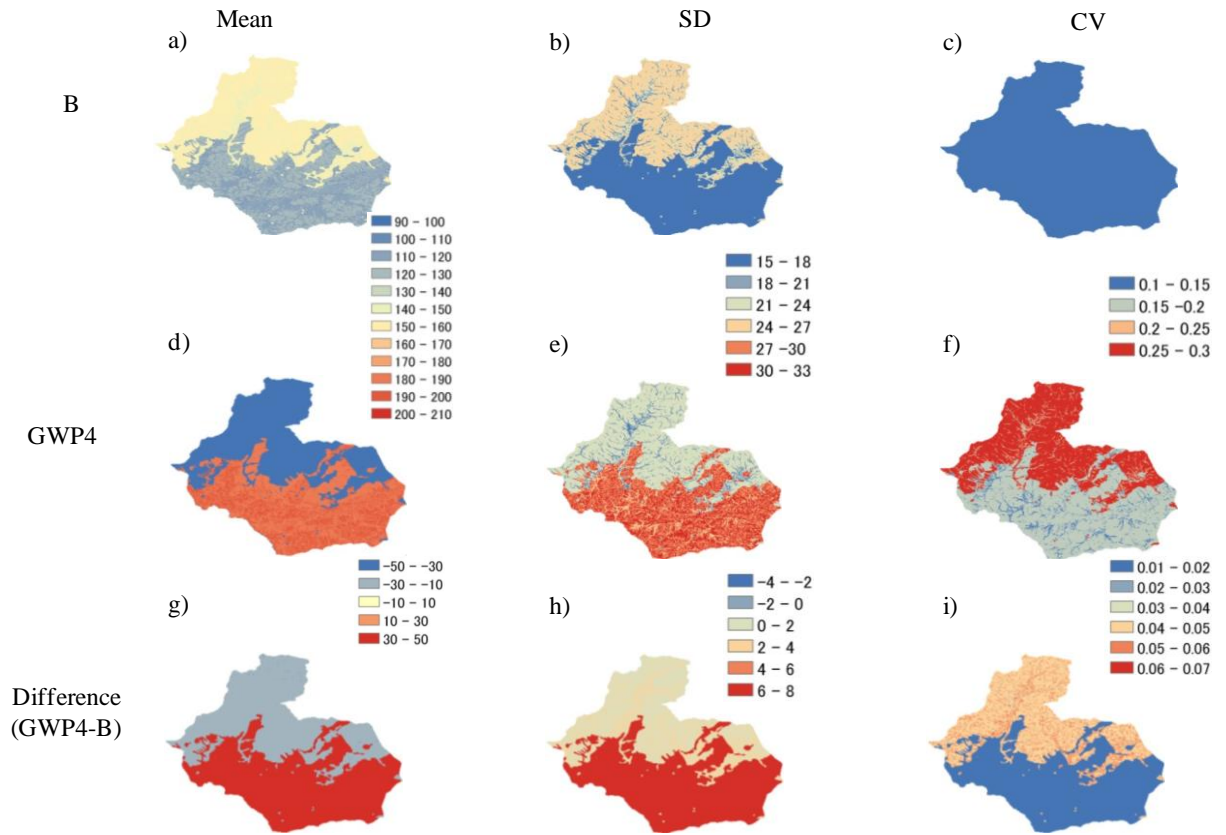 Mean
SD
CV
a)
b)
c)
B
90 - 100
100 - 110
110 - 120
120 - 130
130 - 140
140 - 150
150 - 160
160 - 170
170 - 180
180 - 190
190 - 200
200 - 210
15 - 18
18 - 21
21 - 24
24 - 27
27 -30
30 - 33
0.1 - 0.15
0.15 -0.2
0.2 - 0.25
0.25 - 0.3
d)
e)
f)
GWP4
-50 - -30
-30 - -10
-10 - 10
10 - 30
30 - 50
-4 - -2
-2 - 0
0 - 2
2 - 4
4 - 6
6 - 8
0.01 - 0.02
0.02 - 0.03
0.03 - 0.04
0.04 - 0.05
0.05 - 0.06
0.06 - 0.07
g)
h)
i)
Difference
(GWP4-B)